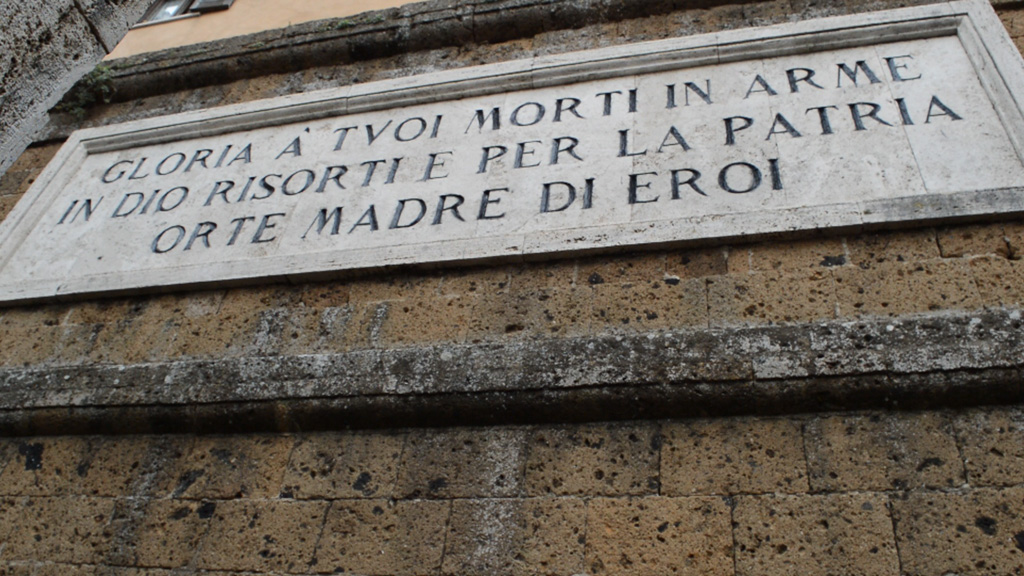 GLORIA À TVOI MORTI IN ARME
IN DIO RISORTI E PER LA PATRIA
ORTE MADRE DI EROI